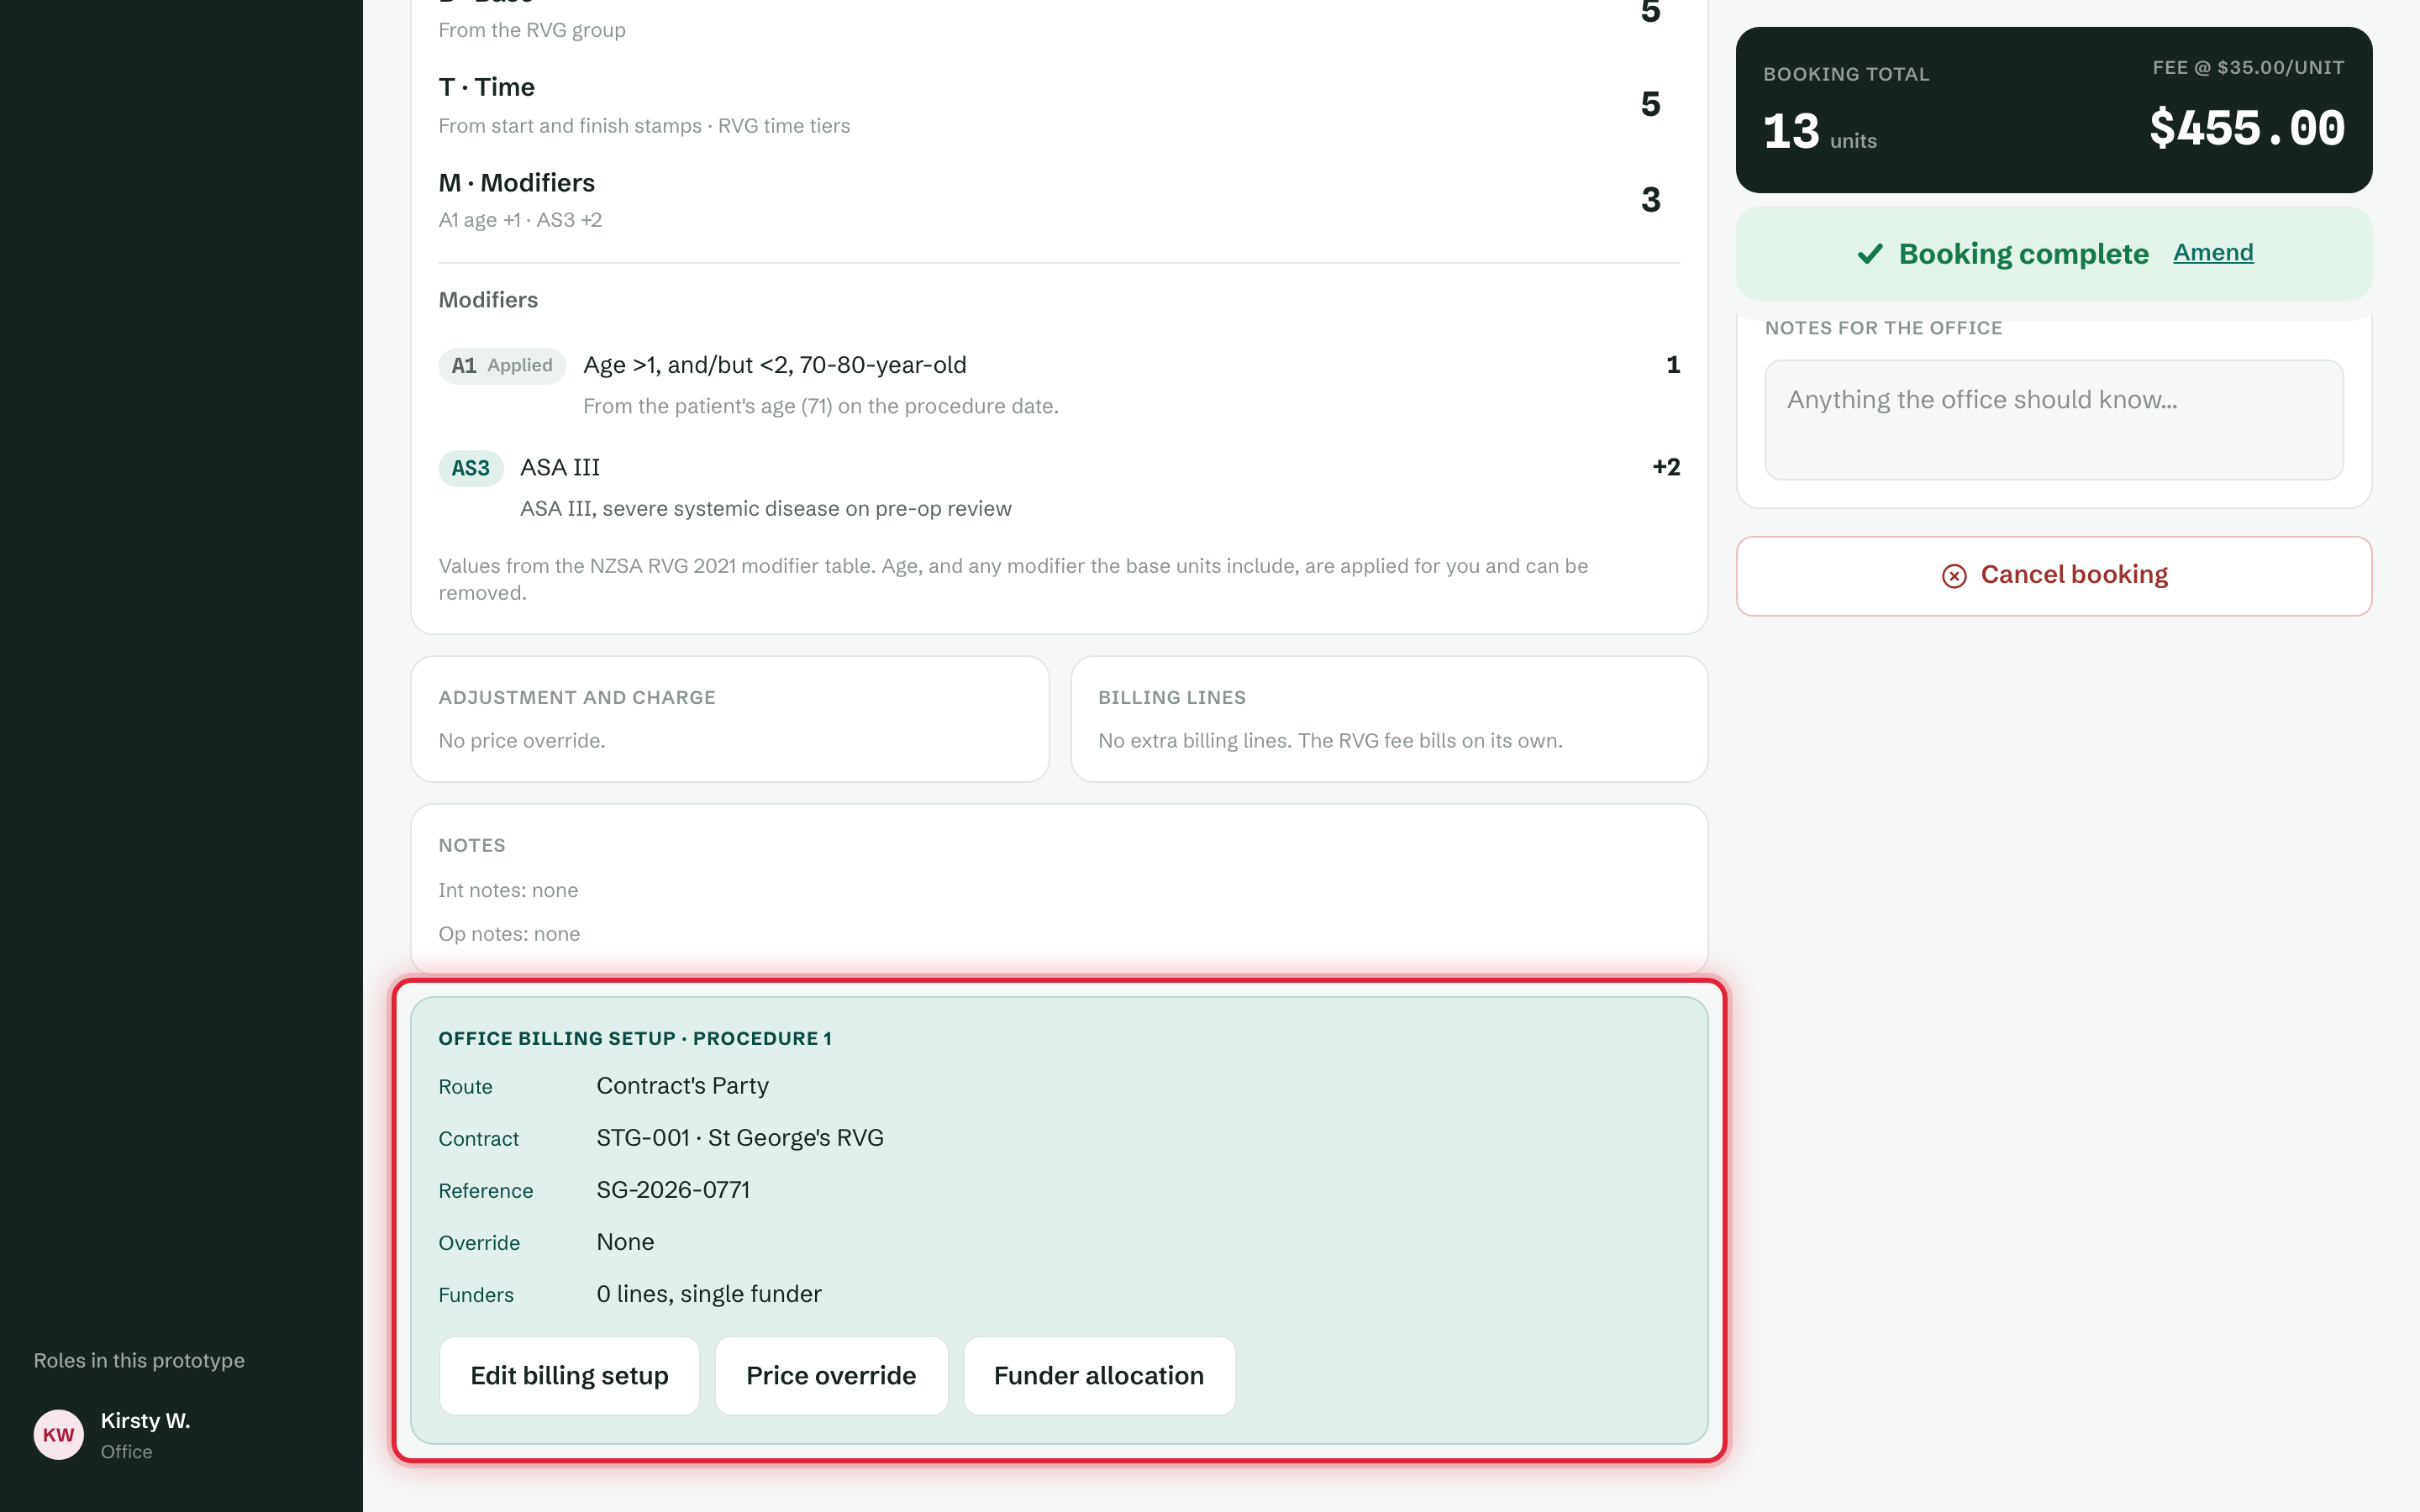 5
From the RVG group
T · Time
5
From start and finish stamps · RVG time tiers
M · Modifiers
3
A1 age +1 · AS3 +2
Modifiers
A1 Applied
Age >1, and/but <2, 70-80-year-old
1
From the patient's age (71) on the procedure date.
AS3
ASA III
+2
ASA III, severe systemic disease on pre-op review
Values from the NZSA RVG 2021 modifier table. Age, and any modifier the base units include, are applied for you and can be
removed.
ADJUSTMENT AND CHARGE
No price override.
BILLING LINES
No extra billing lines. The RVG fee bills on its own.
NOTES
Int notes: none
Op notes: none
OFFICE BILLING SETUP · PROCEDURE 1
Route Contract's Party
Contract STG-001 · St George's RVG
Reference SG-2026-0771
Override None
Funders 0 lines, single funder
Edit billing setup
Price override
Funder allocation
BOOKING TOTAL
FEE @ $35.00/UNIT
13 units
$455.00
Booking complete Amend
NOTES FOR THE OFFICE
Anything the office should know...
Cancel booking
Roles in this prototype
KW
Kirsty W.
Office